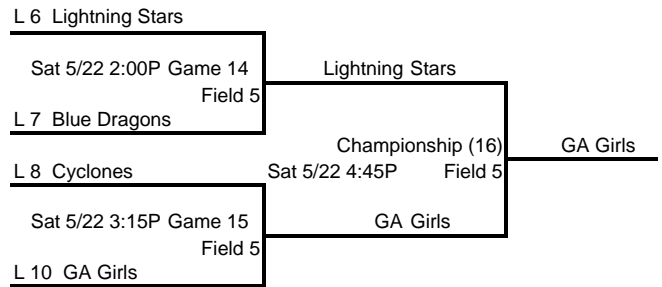 L 6 Lightning Stars
Sat 5/22 2:00P Game 14
Lightning Stars
Field 5
L 7 Blue Dragons
Championship (16)
GA Girls
L 8 Cyclones
Sat 5/22 4:45P Field 5
Sat 5/22 3:15P Game 15
GA Girls
Field 5
L 10 GA Girls